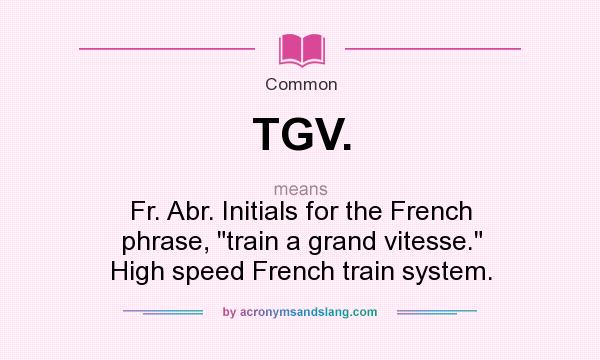 Common
TGV.
means
Fr. Abr. Initials for the French
phrase, "train a grand vitesse."
High speed French train system.
by acronymsandslang.com